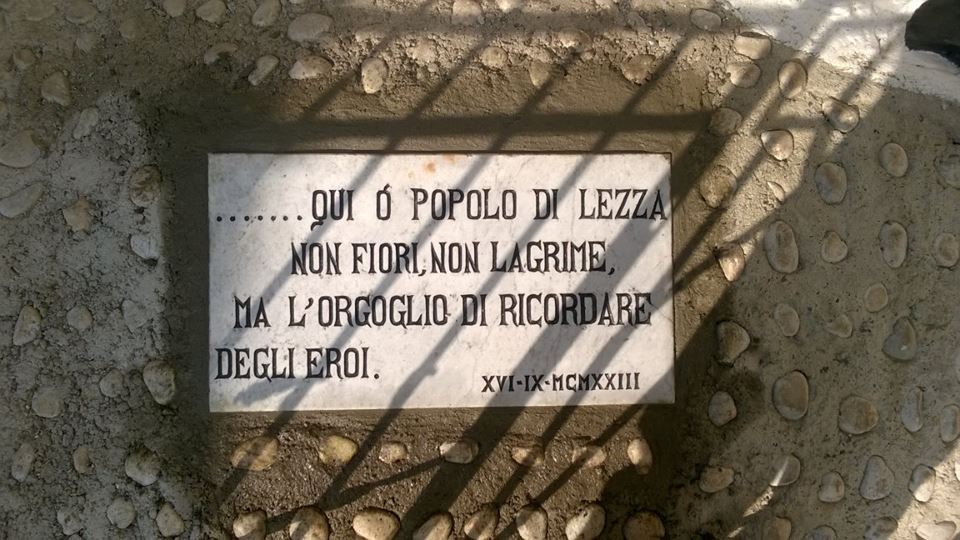 .......QUI Ó POPOLO DI LEZZA
NON FIORI, NON LAGRIME,
MA L'ORGOGLIO DI RICORDARE
DEGLI EROI.
XVI-IX-MCMXXIII